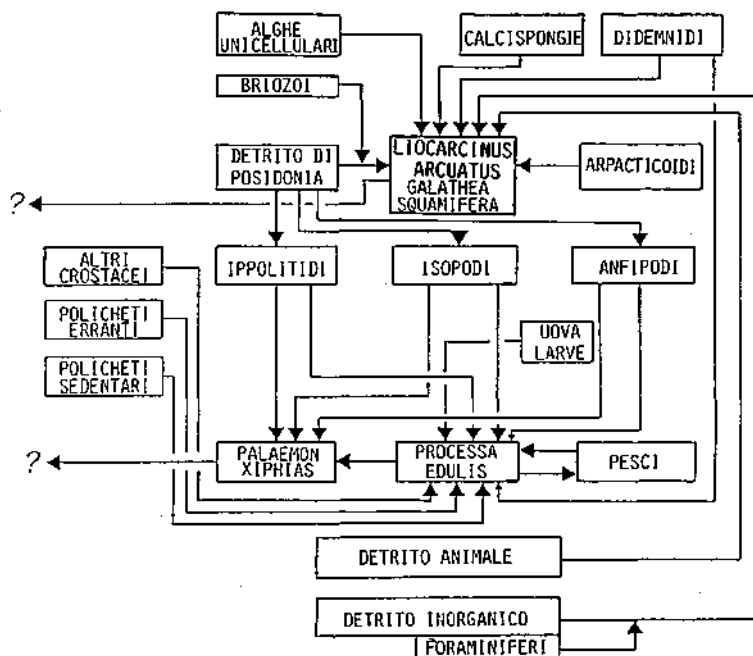 ALGHE
UNICELLULARI
CALCISPONGIE
DIDEMNIDI
BRIOZOI
DETRITO DI
POSIDONIA
LIOCARCINUS
ARCUATUS
GALATHEA
SQUAMIFERA
ARPACTICOIDI
?
ALTRI
CROSTACEI
IPPOLITIDI
ISOPODI
ANFIPODI
POLICHETI
ERRANTI
UOVA
LARVE
POLICHETI
SEDENTARI
?
PALAEMON
XIPHIAS
PROCESSA
EDULIS
PESCI
DETRITO ANIMALE
DETRITO INORGANICO
FORAMINIFERI